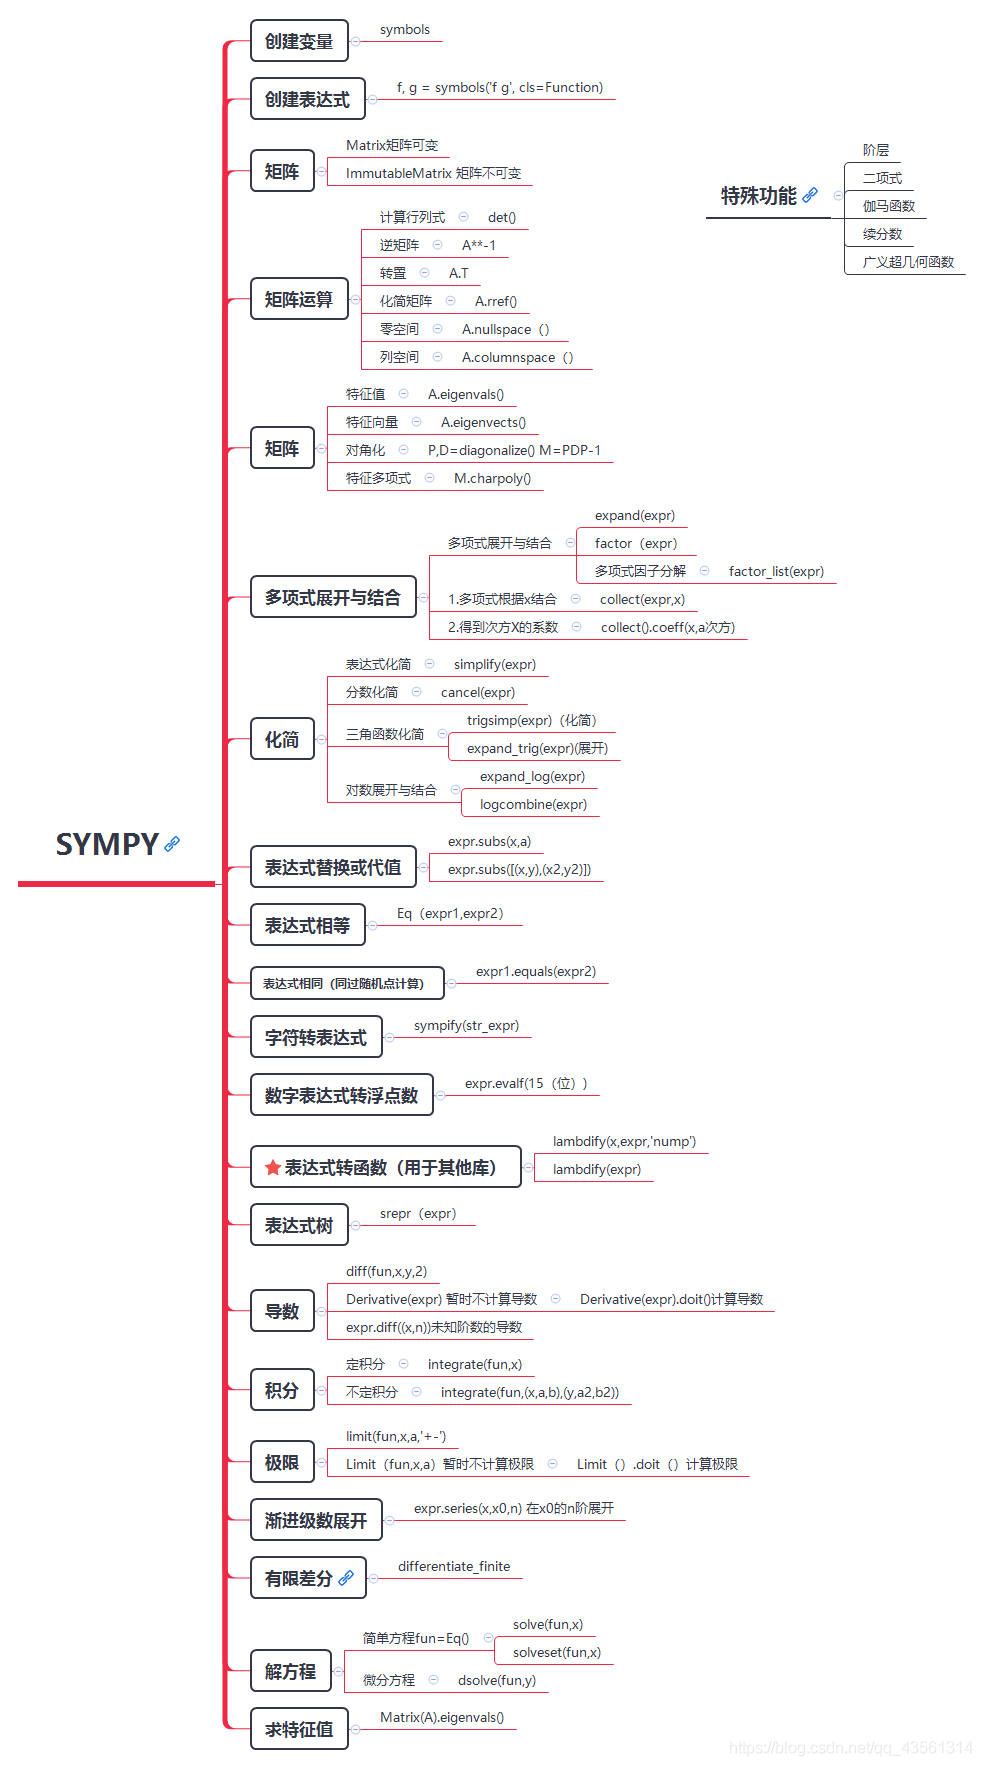 SYMPY
创建变量
symbols
创建表达式
f, g = symbols('f g', cls=Function)
矩阵
Matrix矩阵可变
ImmutableMatrix 矩阵不可变
矩阵运算
计算行列式
det()
逆矩阵
A**-1
转置
A.T
化简矩阵
A.rref()
零空间
A.nullspace（）
列空间
A.columnspace（）
矩阵
特征值
A.eigenvals()
特征向量
A.eigenvects()
对角化
P,D=diagonalize() M=PDP-1
特征多项式
M.charpoly()
多项式展开与结合
多项式展开与结合
expand(expr)
factor（expr）
多项式因子分解
factor_list(expr)
1.多项式根据x结合
collect(expr,x)
2.得到次方X的系数
collect().coeff(x,a次方)
化简
表达式化简
simplify(expr)
分数化简
cancel(expr)
三角函数化简
trigsimp(expr)（化简）
expand_trig(expr)(展开)
对数展开与结合
expand_log(expr)
logcombine(expr)
表达式替换或代值
expr.subs(x,a)
expr.subs([(x,y),(x2,y2)])
表达式相等
Eq（expr1,expr2）
表达式相同（同过随机点计算）
expr1.equals(expr2)
字符转表达式
sympify(str_expr)
数字表达式转浮点数
expr.evalf(15（位））
表达式转函数（用于其他库）
lambdify(x,expr,'nump')
lambdify(expr)
表达式树
srepr（expr）
导数
diff(fun,x,y,2)
Derivative(expr) 暂时不计算导数
Derivative(expr).doit()计算导数
expr.diff((x,n))未知阶数的导数
积分
定积分
integrate(fun,x)
不定积分
integrate(fun,(x,a,b),(y,a2,b2))
极限
limit(fun,x,a,'+-')
Limit（fun,x,a）暂时不计算极限
Limit（）.doit（）计算极限
渐进级数展开
expr.series(x,x0,n) 在x0的n阶展开
有限差分
differentiate_finite
解方程
简单方程fun=Eq()
solve(fun,x)
solveset(fun,x)
微分方程
dsolve(fun,y)
求特征值
Matrix(A).eigenvals()
特殊功能
阶层
二项式
伽马函数
续分数
广义超几何函数
https://blog.csdn.net/qq_43561314